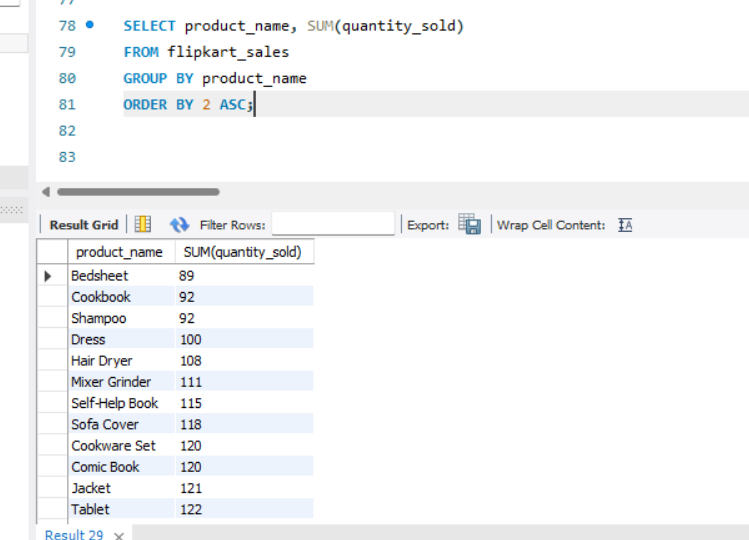 77
78 SELECT product_name, SUM(quantity_sold)
79 FROM flipkart_sales
80 GROUP BY product_name
81 ORDER BY 2 ASC;
82
83
Result Grid Filter Rows: Export: Wrap Cell Content:
product_name SUM(quantity_sold)
Bedsheet 89
Cookbook 92
Shampoo 92
Dress 100
Hair Dryer 108
Mixer Grinder 111
Self-Help Book 115
Sofa Cover 118
Cookware Set 120
Comic Book 120
Jacket 121
Tablet 122
Result 29